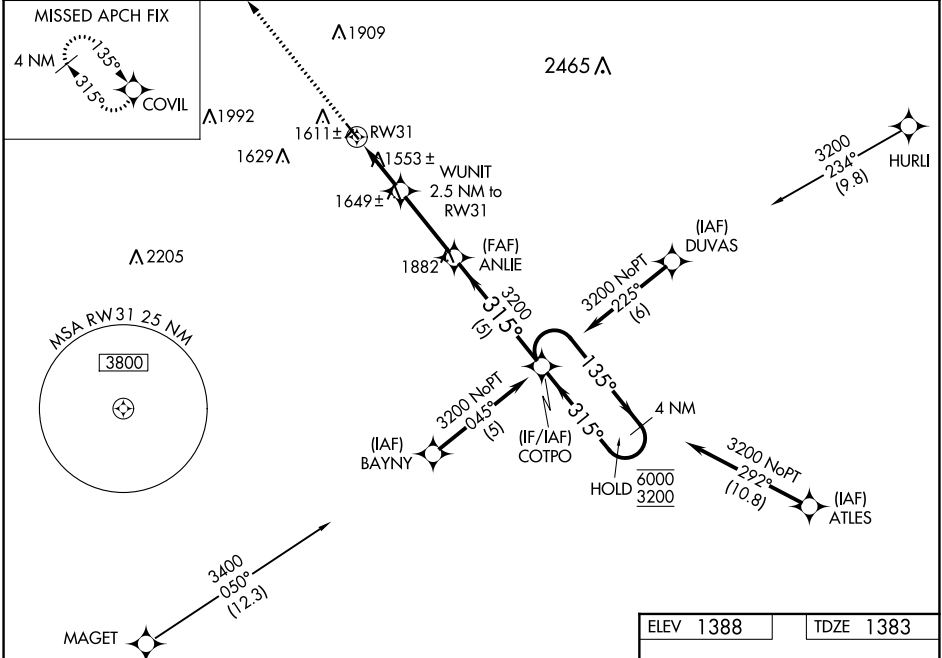 MISSED APCH FIX
4 NM
135°
315°
COVIL
1909
2465
1992
1611±
RW31
1629
1553 ±
WUNIT
2.5 NM to
RW31
1649±
3200
234°
(9.8)
HURLI
(IAF)
DUVAS
3200 NoPT
225°
(6)
2205
(FAF)
ANLIE
1882
3200
315°
(5)
MSA RW31 25 NM
3800
135°
315°
4 NM
3200 NoPT
045°
(5)
(IAF)
BAYNY
(IF/IAF)
COTPO
HOLD
6000
3200
3200 NoPT
292°
(10.8)
(IAF)
ATLES
3400
050°
(12.3)
MAGET
ELEV 1388
TDZE 1383